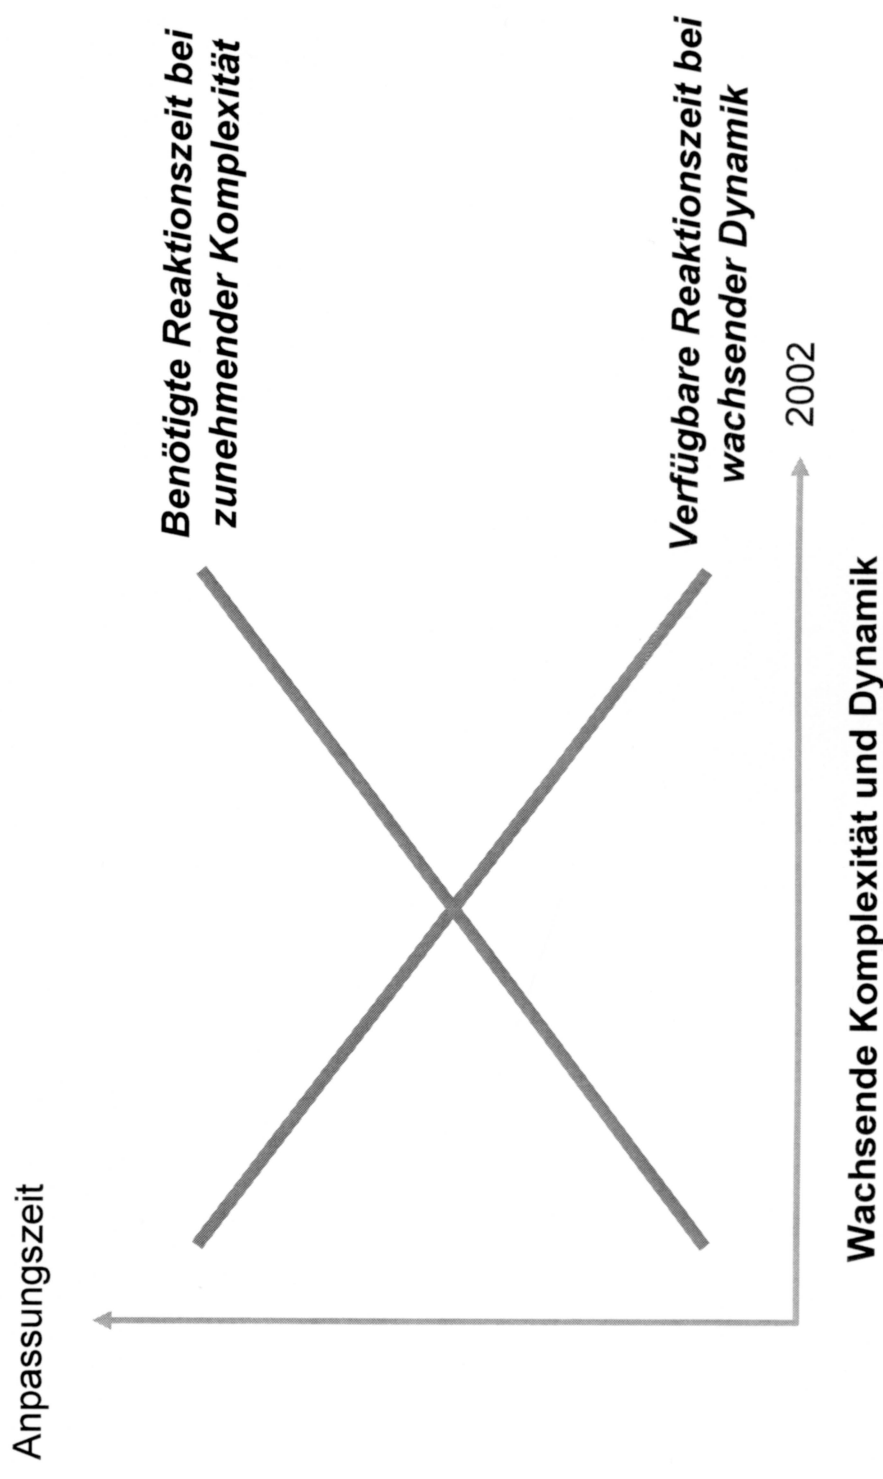 Anpassungszeit
Benötigte Reaktionszeit bei
zunehmender Komplexität
Verfügbare Reaktionszeit bei
wachsender Dynamik
2002
Wachsende Komplexität und Dynamik